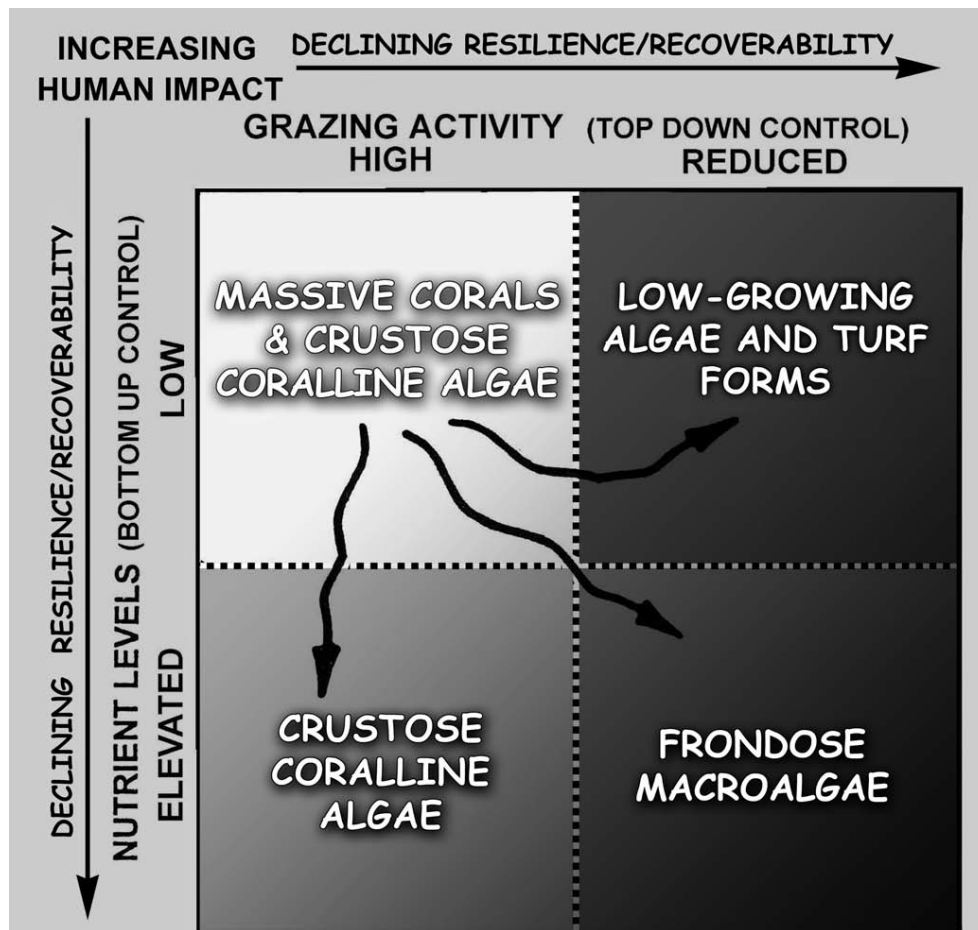 INCREASING
HUMAN IMPACT
DECLINING RESILIENCE/RECOVERABILITY
GRAZING ACTIVITY (TOP DOWN CONTROL)
HIGH
REDUCED
DECLINING RESILIENCE/RECOVERABILITY
NUTRIENT LEVELS (BOTTOM UP CONTROL)
LOW
ELEVATED
MASSIVE CORALS
& CRUSTOSE
CORALLINE ALGAE
LOW-GROWING
ALGAE AND TURF
FORMS
CRUSTOSE
CORALLINE
ALGAE
FRONDOSE
MACROALGAE